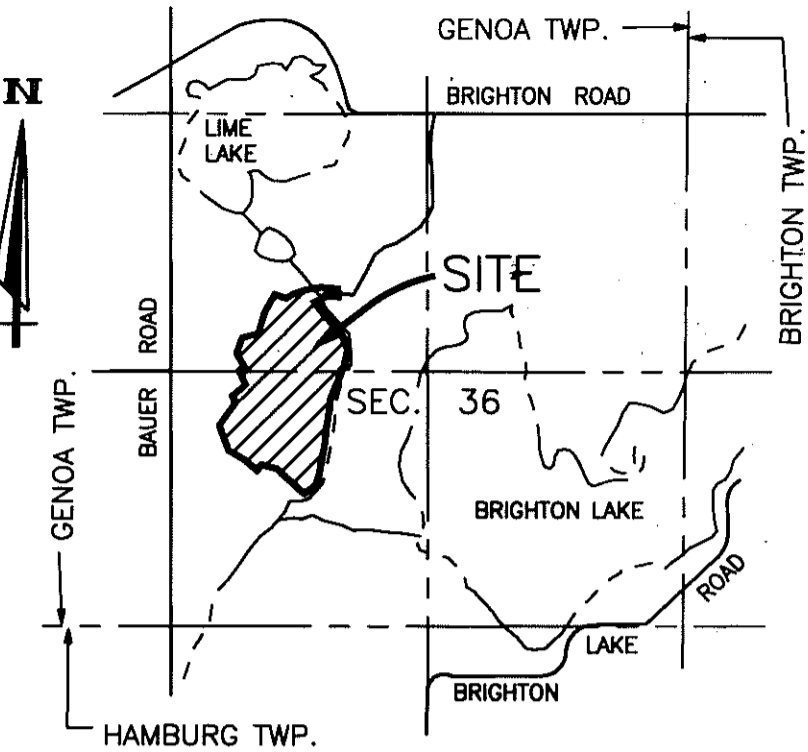 GENOA TWP.
N
BRIGHTON ROAD
LIME
LAKE
BRIGHTON TWP.
SITE
BAUER ROAD
GENOA TWP.
SEC. 36
BRIGHTON LAKE
ROAD
LAKE
BRIGHTON
HAMBURG TWP.